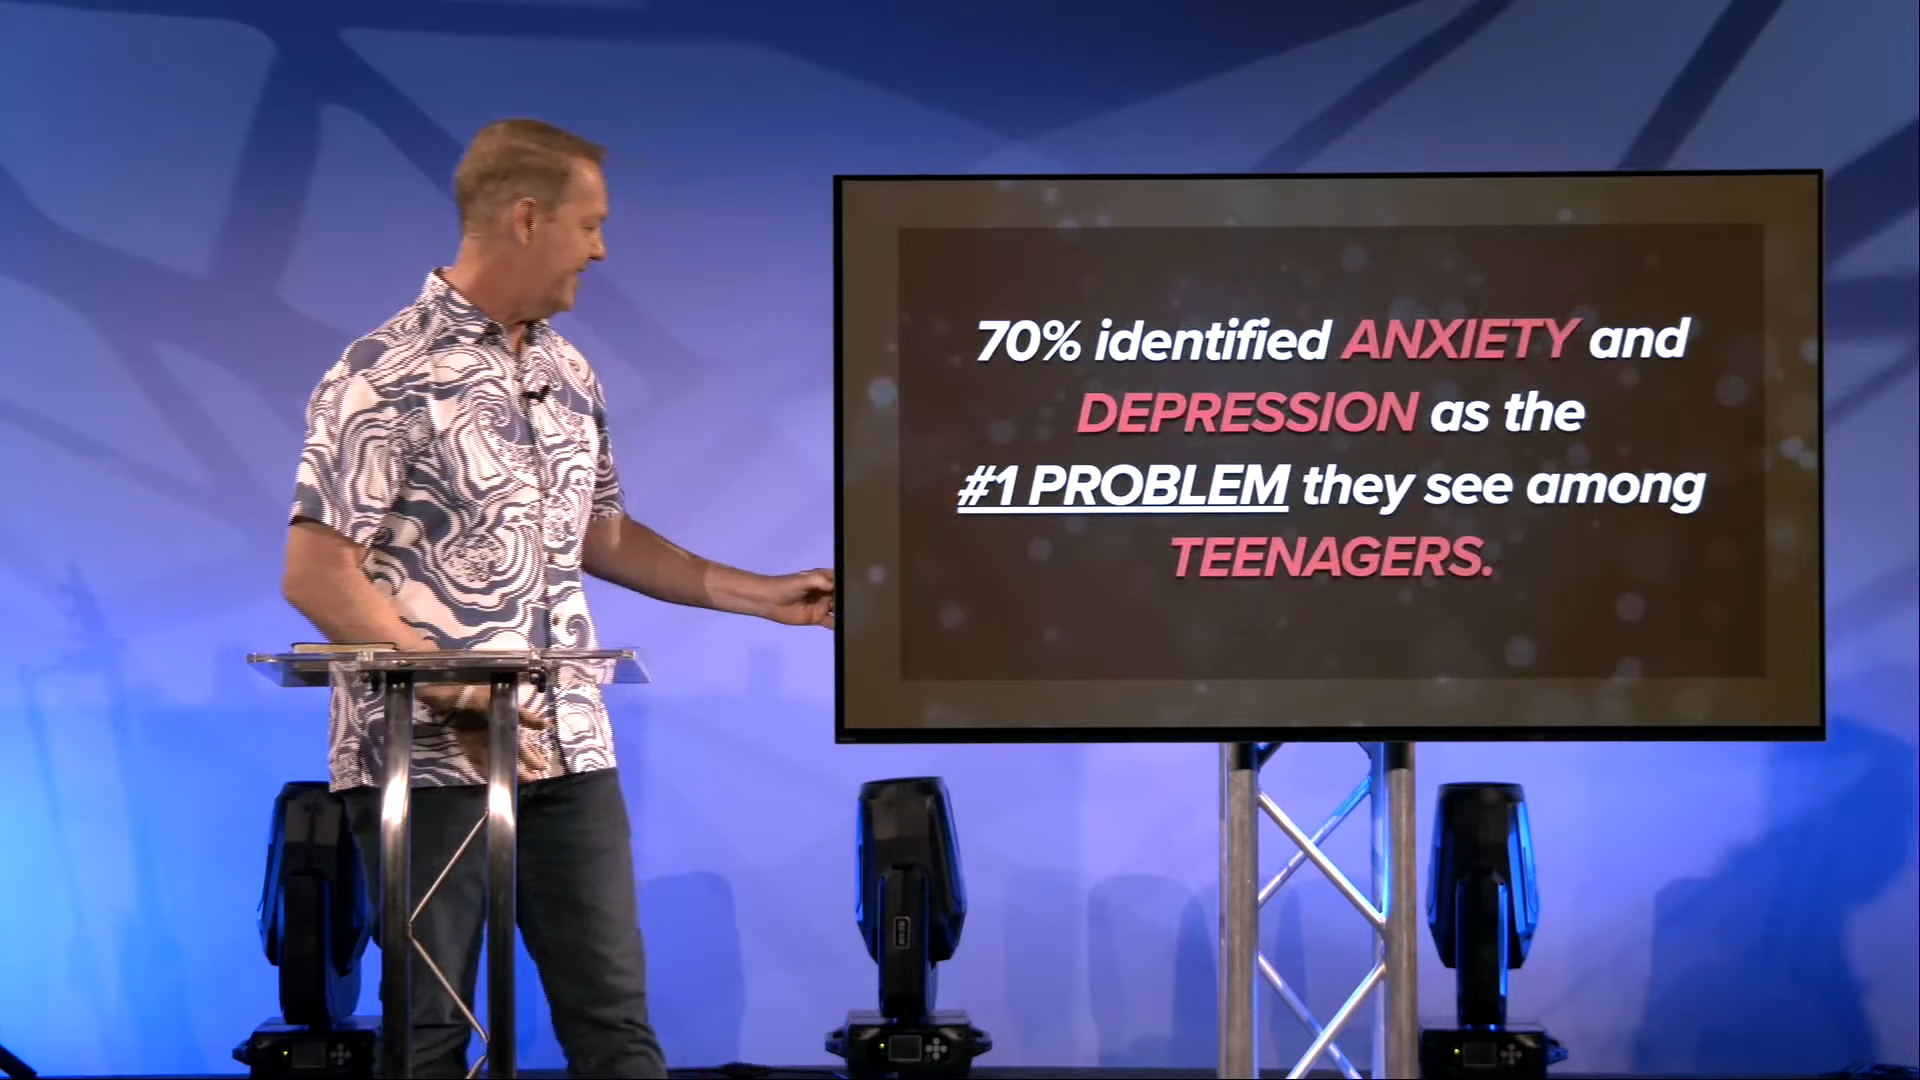 70% identified ANXIETY and
DEPRESSION as the
#1 PROBLEM they see among
TEENAGERS.